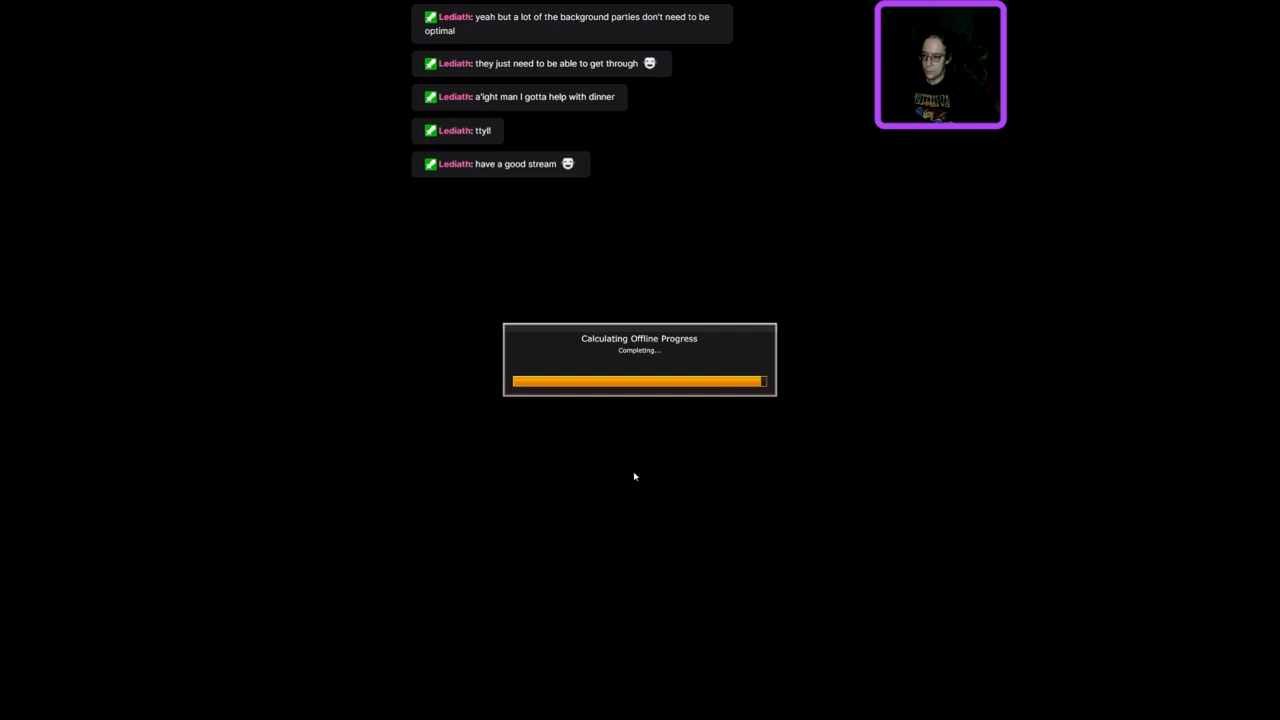 Lediath: yeah but a lot of the background parties don't need to be
optimal
Lediath: they just need to be able to get through
Lediath: a'ight man I gotta help with dinner
Lediath: ttyll
Lediath: have a good stream
Calculating Offline Progress
Completing...